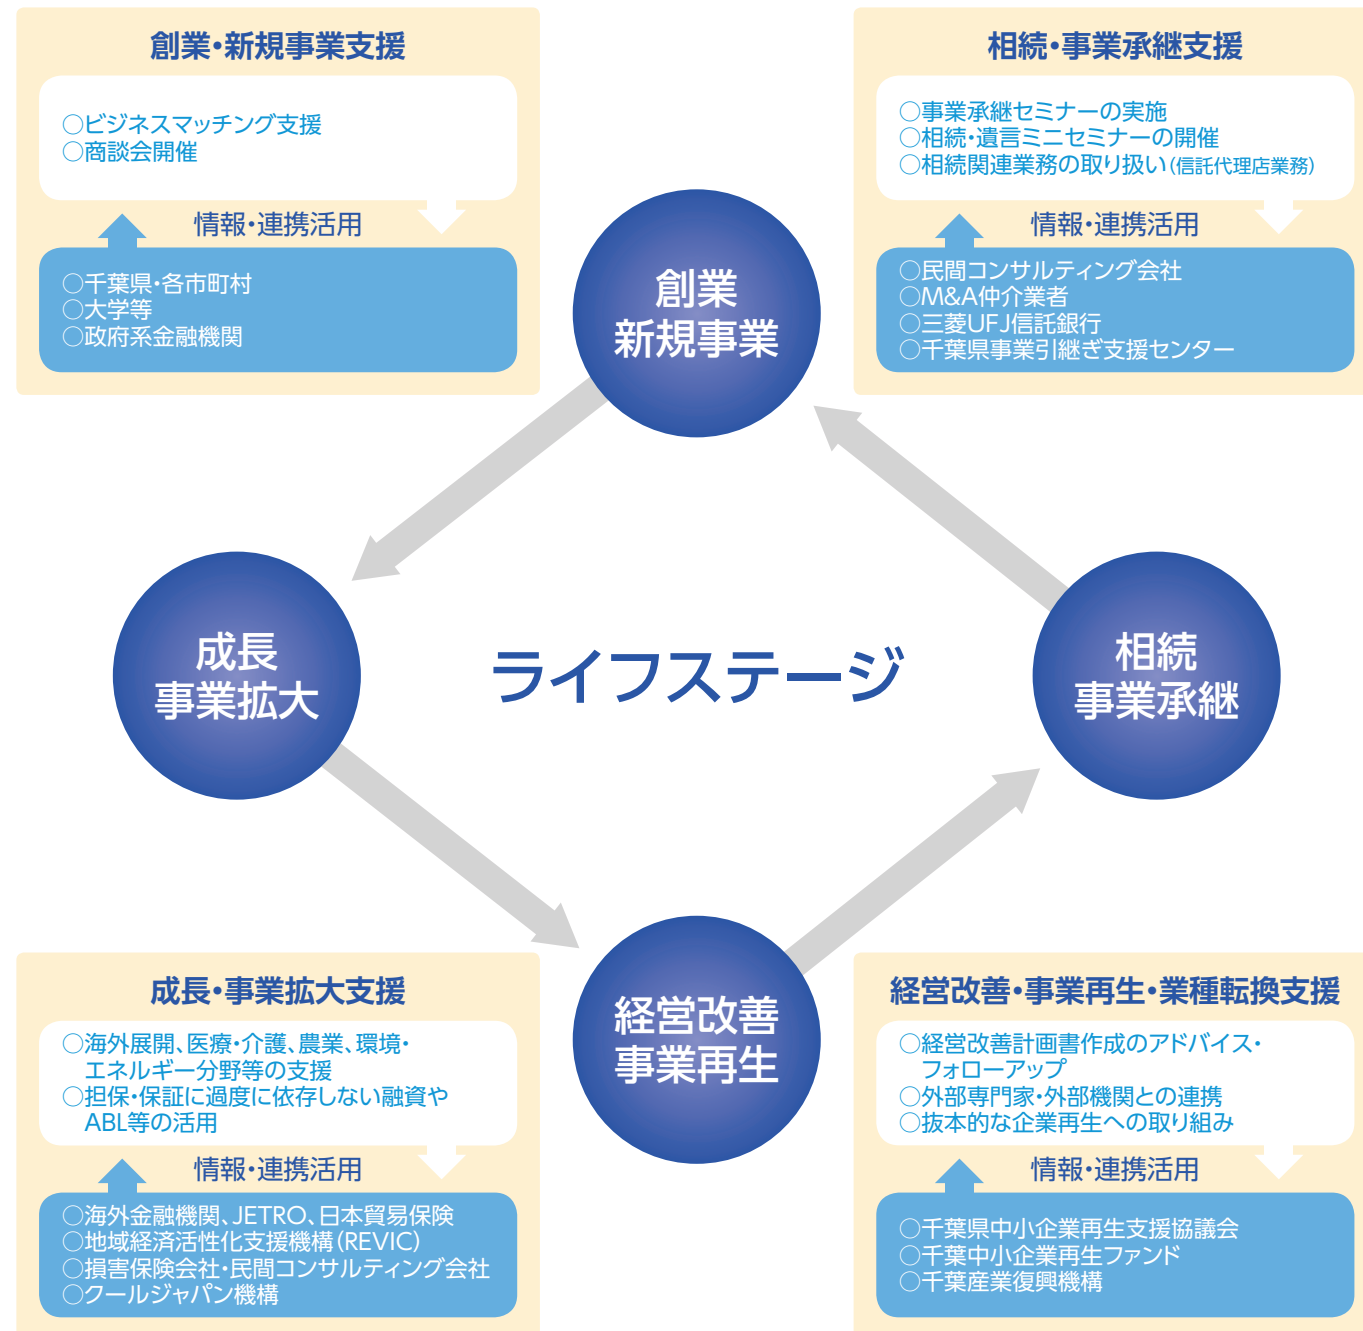 創業・新規事業支援
○ビジネスマッチング支援
○商談会開催
情報・連携活用
○千葉県・各市町村
○大学等
○政府系金融機関
相続・事業承継支援
○事業承継セミナーの実施
○相続・遺言ミニセミナーの開催
○相続関連業務の取り扱い(信託代理店業務)
情報・連携活用
○民間コンサルティング会社
○M&A仲介業者
○三菱UFJ信託銀行
○千葉県事業引継ぎ支援センター
創業
新規事業
成長
事業拡大
ライフステージ
相続
事業承継
経営改善
事業再生
成長・事業拡大支援
○海外展開、医療・介護、農業、環境・
エネルギー分野等の支援
○担保・保証に過度に依存しない融資や
ABL等の活用
情報・連携活用
○海外金融機関、JETRO、日本貿易保険
○地域経済活性化支援機構(REVIC)
○損害保険会社・民間コンサルティング会社
○クールジャパン機構
経営改善・事業再生・業種転換支援
○経営改善計画書作成のアドバイス・
フォローアップ
○外部専門家・外部機関との連携
○抜本的な企業再生への取り組み
情報・連携活用
○千葉県中小企業再生支援協議会
○千葉中小企業再生ファンド
○千葉産業復興機構